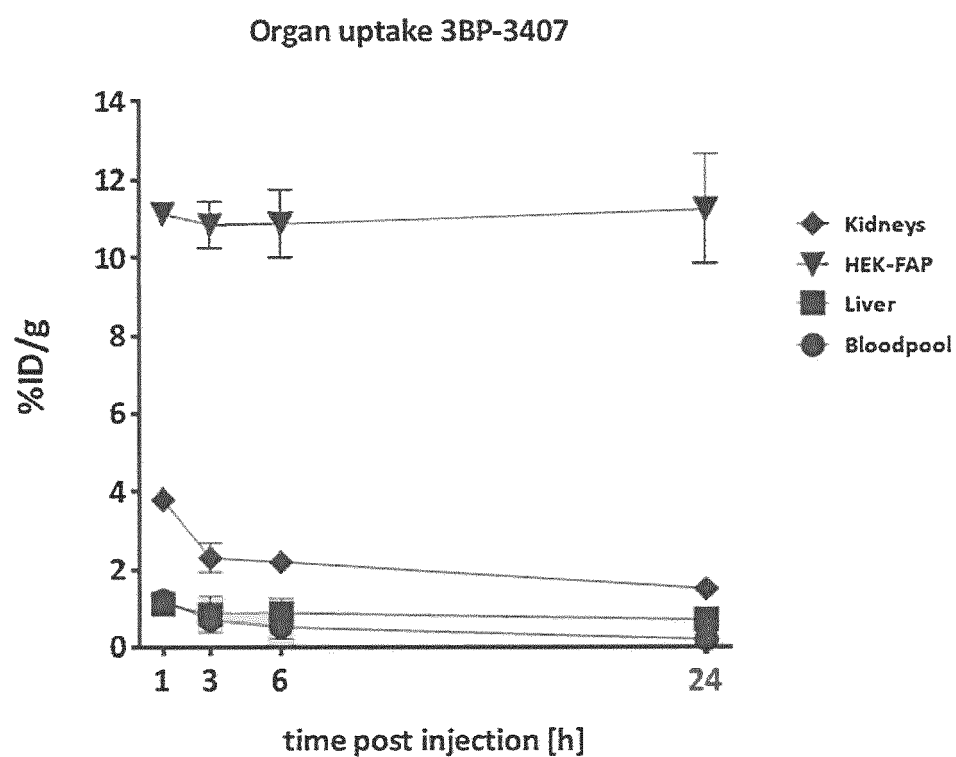 Organ uptake 3BP-3407
14
12
10
8
6
4
2
0
%ID/g
1 3 6 24
time post injection [h]
Kidneys
HEK-FAP
Liver
Bloodpool